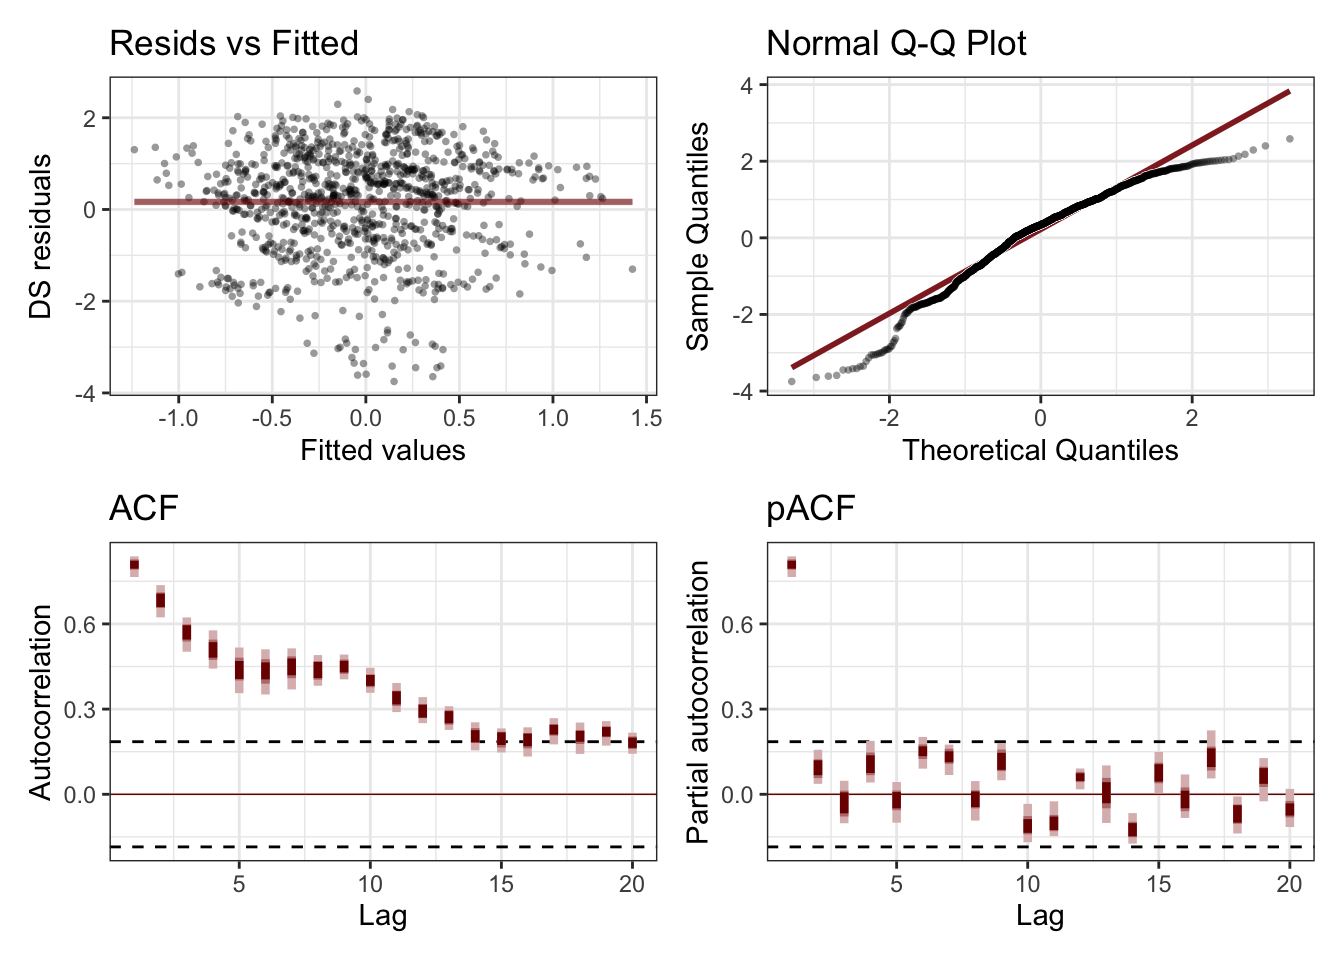 Resids vs Fitted
DS residuals
2
0
-2
-4
-1.0 -0.5 0.0 0.5 1.0 1.5
Fitted values
Normal Q-Q Plot
Sample Quantiles
4
2
0
-2
-4
-2 0 2
Theoretical Quantiles
ACF
Autocorrelation
0.6
0.3
0.0
5 10 15 20
Lag
pACF
Partial autocorrelation
0.6
0.3
0.0
5 10 15 20
Lag